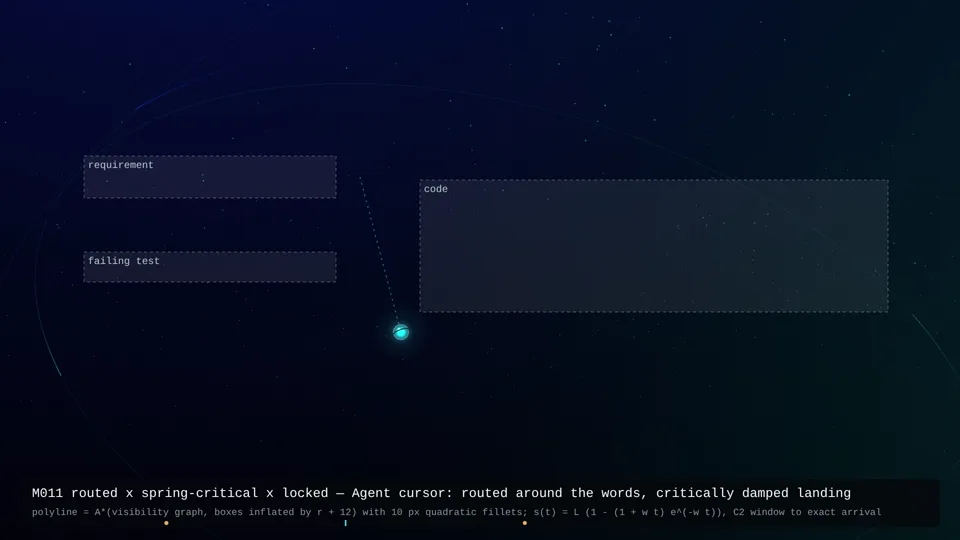 requirement
code
failing test
M011 routed x spring-critical x locked — Agent cursor: routed around the words, critically damped landing
polyline = A*(visibility graph, boxes inflated by r + 12) with 10 px quadratic fillets; s(t) = L (1 - (1 + w t) e^(-w t)), C2 window to exact arrival